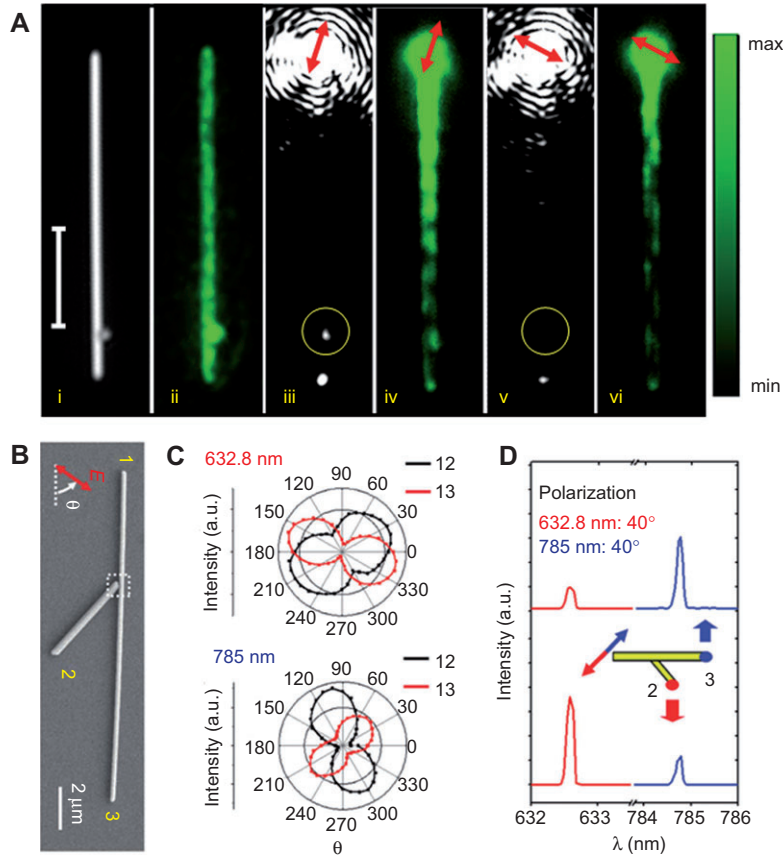 A
i
ii
iii
iv
v
vi
max
min
B
E
θ
1
2
3
2 μm
C
632.8 nm
12
13
Intensity (a.u.)
90
120
60
150
30
180
0
210
330
240
300
270
785 nm
12
13
Intensity (a.u.)
90
120
60
150
30
180
0
210
330
240
300
270
θ
D
Polarization
632.8 nm: 40°
785 nm: 40°
Intensity (a.u.)
2
3
632
633
784
785
786
λ (nm)